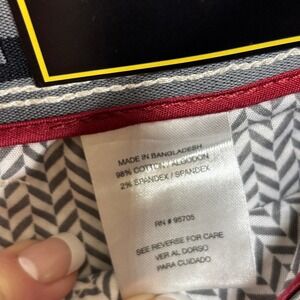 MADE IN BANGLADESH
98% COTTON / ALGODON
2% SPANDEX / SPANDEX
RN # 95705
SEE REVERSE FOR CARE
VER AL DORSO
PARA CUIDADO